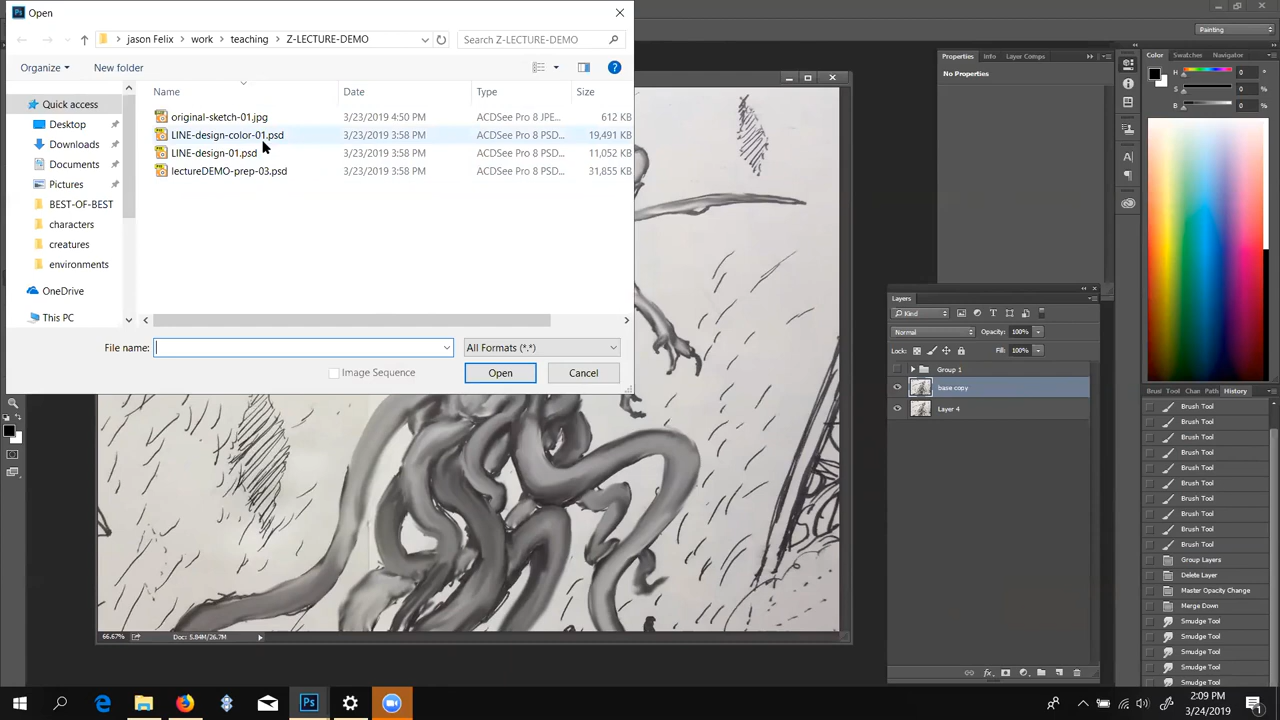 Open
jason Felix > work > teaching > Z-LECTURE-DEMO
Search Z-LECTURE-DEMO
Organize
New folder
Name
Date
Type
Size
original-sketch-01.jpg
3/23/2019 4:50 PM
ACDSee Pro 8 JPE...
612 KB
LINE-design-color-01.psd
3/23/2019 3:58 PM
ACDSee Pro 8 PSD...
19,491 KB
LINE-design-01.psd
3/23/2019 3:58 PM
ACDSee Pro 8 PSD...
11,052 KB
lectureDEMO-prep-03.psd
3/23/2019 3:58 PM
ACDSee Pro 8 PSD...
31,855 KB
Quick access
Desktop
Downloads
Documents
Pictures
BEST-OF-BEST
characters
creatures
environments
OneDrive
This PC
File name:
All Formats (*.*)
Image Sequence
Open
Cancel
Painting
Properties
Layer Comps
No Properties
Color
Swatches
Navigator
H
0
°
S
0
%
B
0
%
Layers
Kind
Normal
Opacity:
100%
Lock:
Fill:
100%
Group 1
base copy
Layer 4
Brush
Tool
Chan
Path
History
Brush Tool
Brush Tool
Brush Tool
Brush Tool
Brush Tool
Brush Tool
Brush Tool
Brush Tool
Brush Tool
Brush Tool
Group Layers
Delete Layer
Master Opacity Change
Merge Down
Smudge Tool
Smudge Tool
Smudge Tool
Smudge Tool
Smudge Tool
66.67%
Doc: 5.84M/26.7M
2:09 PM
3/24/2019